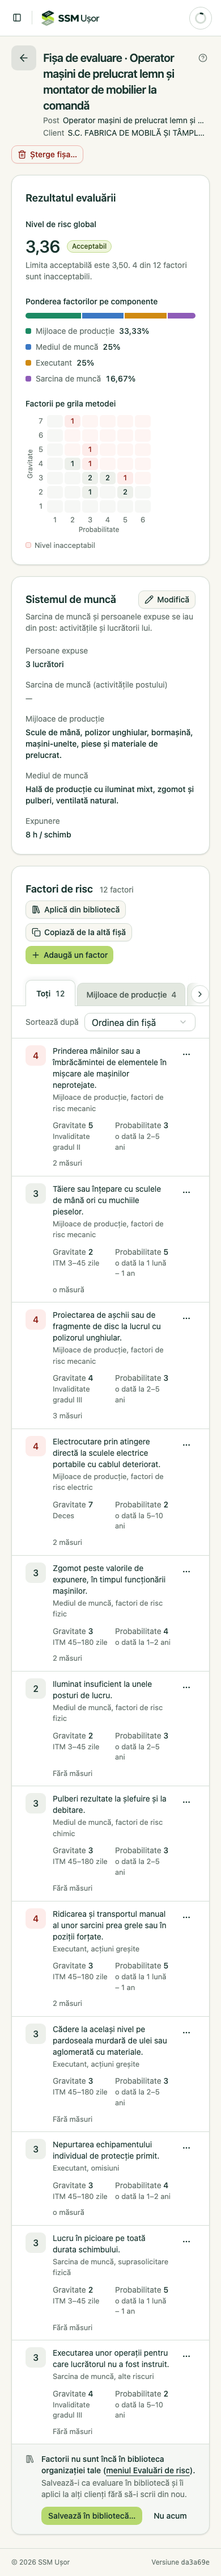 SSM Ușor
Fișa de evaluare · Operator
mașini de prelucrat lemn și
montator de mobilier la
comandă
Post Operator mașini de prelucrat lemn și ...
Client S.C. FABRICA DE MOBILĂ ȘI TÂMPL...
Șterge fișa...
Rezultatul evaluării
Nivel de risc global
3,36 Acceptabil
Limita acceptabilă este 3,50. 4 din 12 factori
sunt inacceptabili.
Ponderea factorilor pe componente
Mijloace de producție 33,33%
Mediul de muncă 25%
Executant 25%
Sarcina de muncă 16,67%
Factorii pe grila metodei
Gravitate
7 1
6
5 1
4 1 1
3 2 2 1
2 1 2
1
1 2 3 4 5 6
Probabilitate
Nivel inacceptabil
Sistemul de muncă
Modifică
Sarcina de muncă și persoanele expuse se iau
din post: activitățile și lucrătorii lui.
Persoane expuse
3 lucrători
Sarcina de muncă (activitățile postului)
—
Mijloace de producție
Scule de mână, polizor unghiular, bormașină,
mașini-unelte, piese și materiale de
prelucrat.
Mediul de muncă
Hală de producție cu iluminat mixt, zgomot și
pulberi, ventilată natural.
Expunere
8 h / schimb
Factori de risc 12 factori
Aplică din bibliotecă
Copiază de la altă fișă
Adaugă un factor
Toți 12
Mijloace de producție 4
Sortează după Ordinea din fișă
4 Prinderea mâinilor sau a
îmbrăcămintei de elementele în
mișcare ale mașinilor
neprotejate.
Mijloace de producție, factori de
risc mecanic
Gravitate 5 Probabilitate 3
Invaliditate o dată la 2–5
gradul II ani
2 măsuri
3 Tăiere sau înțepare cu sculele
de mână ori cu muchiile
pieselor.
Mijloace de producție, factori de
risc mecanic
Gravitate 2 Probabilitate 5
ITM 3–45 zile o dată la 1 lună
– 1 an
o măsură
4 Proiectarea de așchii sau de
fragmente de disc la lucrul cu
polizorul unghiular.
Mijloace de producție, factori de
risc mecanic
Gravitate 4 Probabilitate 3
Invaliditate o dată la 2–5
gradul III ani
3 măsuri
4 Electrocutare prin atingere
directă la sculele electrice
portabile cu cablul deteriorat.
Mijloace de producție, factori de
risc electric
Gravitate 7 Probabilitate 2
Deces o dată la 5–10
ani
2 măsuri
3 Zgomot peste valorile de
expunere, în timpul funcționării
mașinilor.
Mediul de muncă, factori de risc
fizic
Gravitate 3 Probabilitate 4
ITM 45–180 zile o dată la 1–2 ani
2 măsuri
2 Iluminat insuficient la unele
posturi de lucru.
Mediul de muncă, factori de risc
fizic
Gravitate 2 Probabilitate 3
ITM 3–45 zile o dată la 2–5
ani
Fără măsuri
3 Pulberi rezultate la șlefuire și la
debitare.
Mediul de muncă, factori de risc
chimic
Gravitate 3 Probabilitate 3
ITM 45–180 zile o dată la 2–5
ani
Fără măsuri
4 Ridicarea și transportul manual
al unor sarcini prea grele sau în
poziții forțate.
Executant, acțiuni greșite
Gravitate 3 Probabilitate 5
ITM 45–180 zile o dată la 1 lună
– 1 an
2 măsuri
3 Cădere la același nivel pe
pardoseala murdară de ulei sau
aglomerată cu materiale.
Executant, acțiuni greșite
Gravitate 3 Probabilitate 3
ITM 45–180 zile o dată la 2–5
ani
Fără măsuri
3 Nepurtarea echipamentului
individual de protecție primit.
Executant, omisiuni
Gravitate 3 Probabilitate 4
ITM 45–180 zile o dată la 1–2 ani
o măsură
3 Lucru în picioare pe toată
durata schimbului.
Sarcina de muncă, suprasolicitare
fizică
Gravitate 2 Probabilitate 5
ITM 3–45 zile o dată la 1 lună
– 1 an
Fără măsuri
3 Executarea unor operații pentru
care lucrătorul nu a fost instruit.
Sarcina de muncă, alte riscuri
Gravitate 4 Probabilitate 2
Invaliditate o dată la 5–10
gradul III ani
Fără măsuri
Factorii nu sunt încă în biblioteca
organizației tale (meniul Evaluări de risc).
Salvează-i ca evaluare în bibliotecă și îi
aplici la alți clienți fără să-i scrii din nou.
Salvează în bibliotecă...
Nu acum
© 2026 SSM Ușor Versiune da3a69e